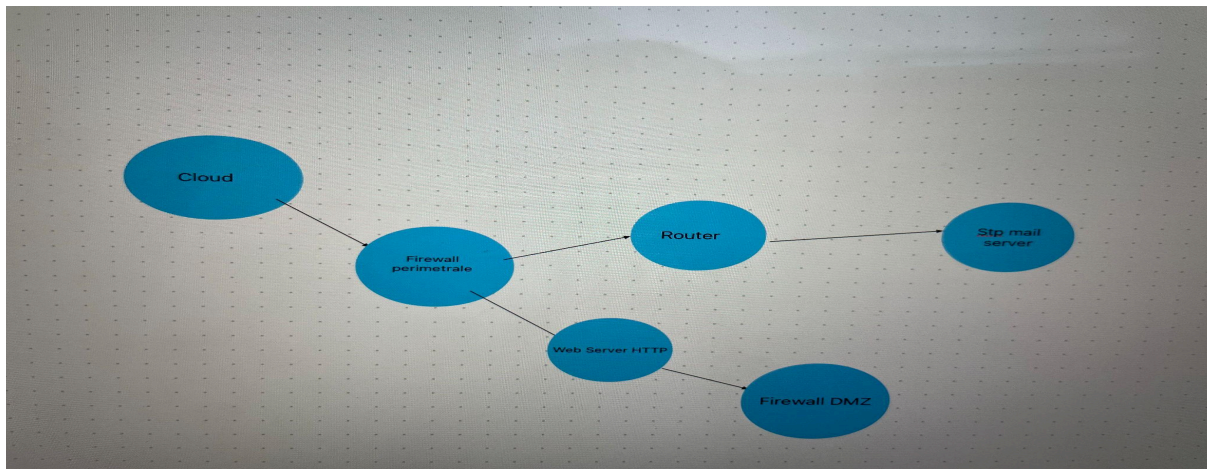 Cloud
Firewall
perimetrale
Router
Stp mail
server
Web Server HTTP
Firewall DMZ